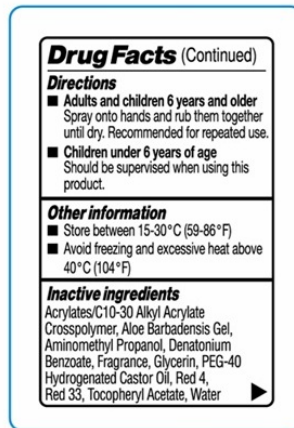 Drug Facts (Continued)
Directions
■ Adults and children 6 years and older
Spray onto hands and rub them together
until dry. Recommended for repeated use.
■ Children under 6 years of age
Should be supervised when using this
product.
Other information
■ Store between 15-30°C (59-86°F)
■ Avoid freezing and excessive heat above
40°C (104°F)
Inactive ingredients
Acrylates/C10-30 Alkyl Acrylate
Crosspolymer, Aloe Barbadensis Gel,
Aminomethyl Propanol, Denatonium
Benzoate, Fragrance, Glycerin, PEG-40
Hydrogenated Castor Oil, Red 4,
Red 33, Tocopheryl Acetate, Water